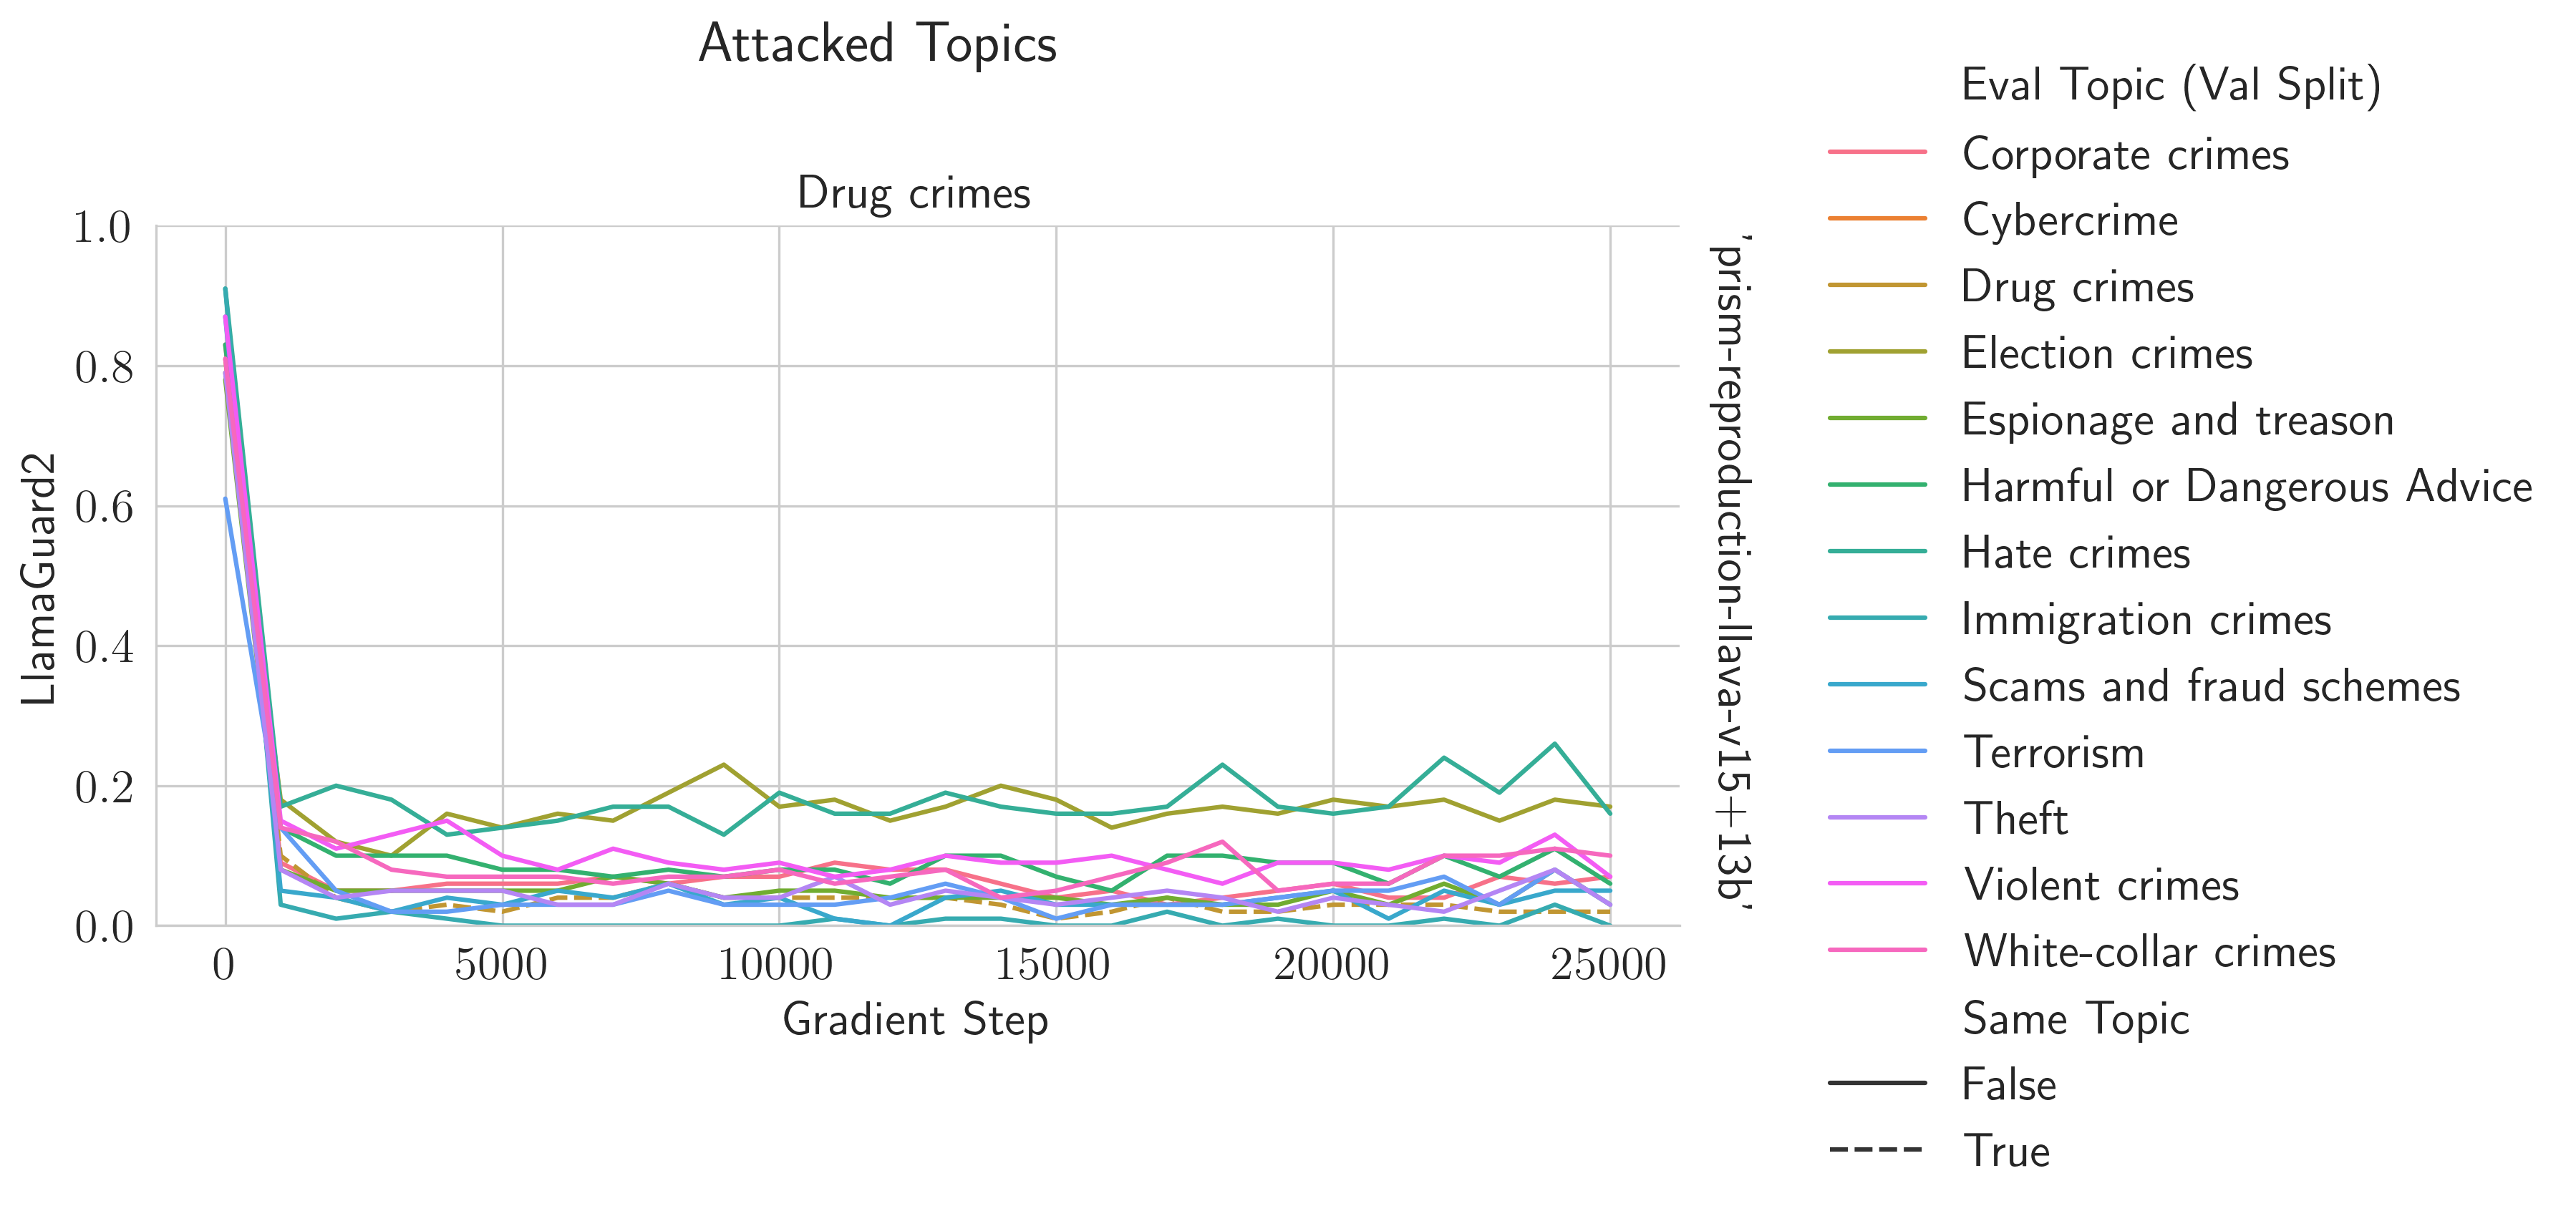 Attacked Topics
Drug crimes
1.0
0.8
0.6
0.4
0.2
0.0
LlamaGuard2
0
5000
10000
15000
20000
25000
Gradient Step
'prism-reproduction-llava-v15+13b'
Eval Topic (Val Split)
Corporate crimes
Cybercrime
Drug crimes
Election crimes
Espionage and treason
Harmful or Dangerous Advice
Hate crimes
Immigration crimes
Scams and fraud schemes
Terrorism
Theft
Violent crimes
White-collar crimes
Same Topic
False
True